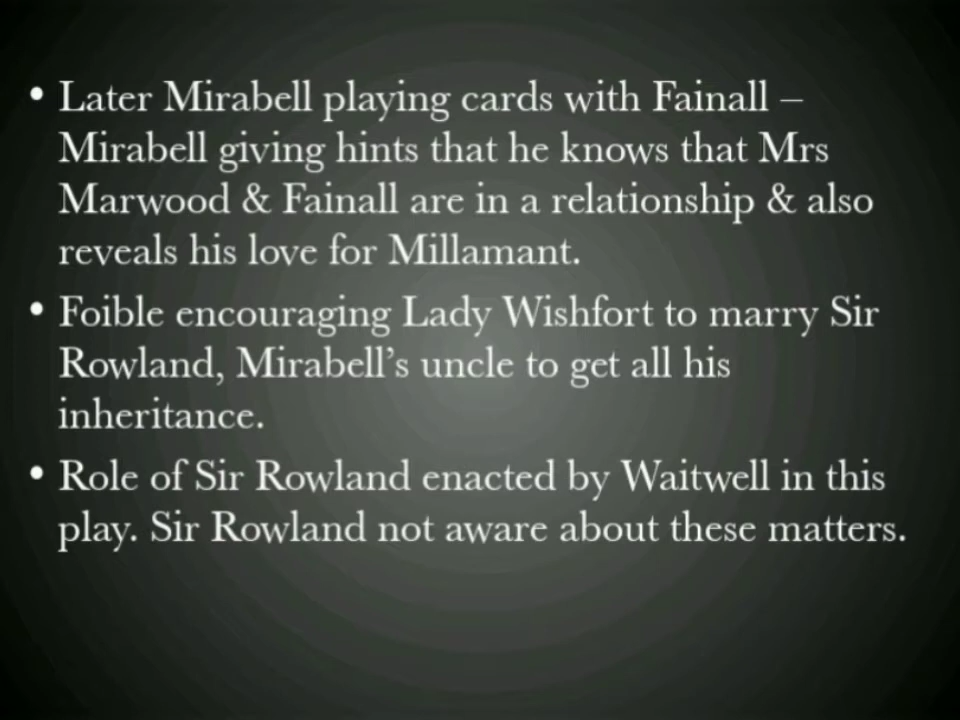 • Later Mirabell playing cards with Fainall –
Mirabell giving hints that he knows that Mrs
Marwood & Fainall are in a relationship & also
reveals his love for Millamant.
• Foible encouraging Lady Wishfort to marry Sir
Rowland, Mirabell’s uncle to get all his
inheritance.
• Role of Sir Rowland enacted by Waitwell in this
play. Sir Rowland not aware about these matters.